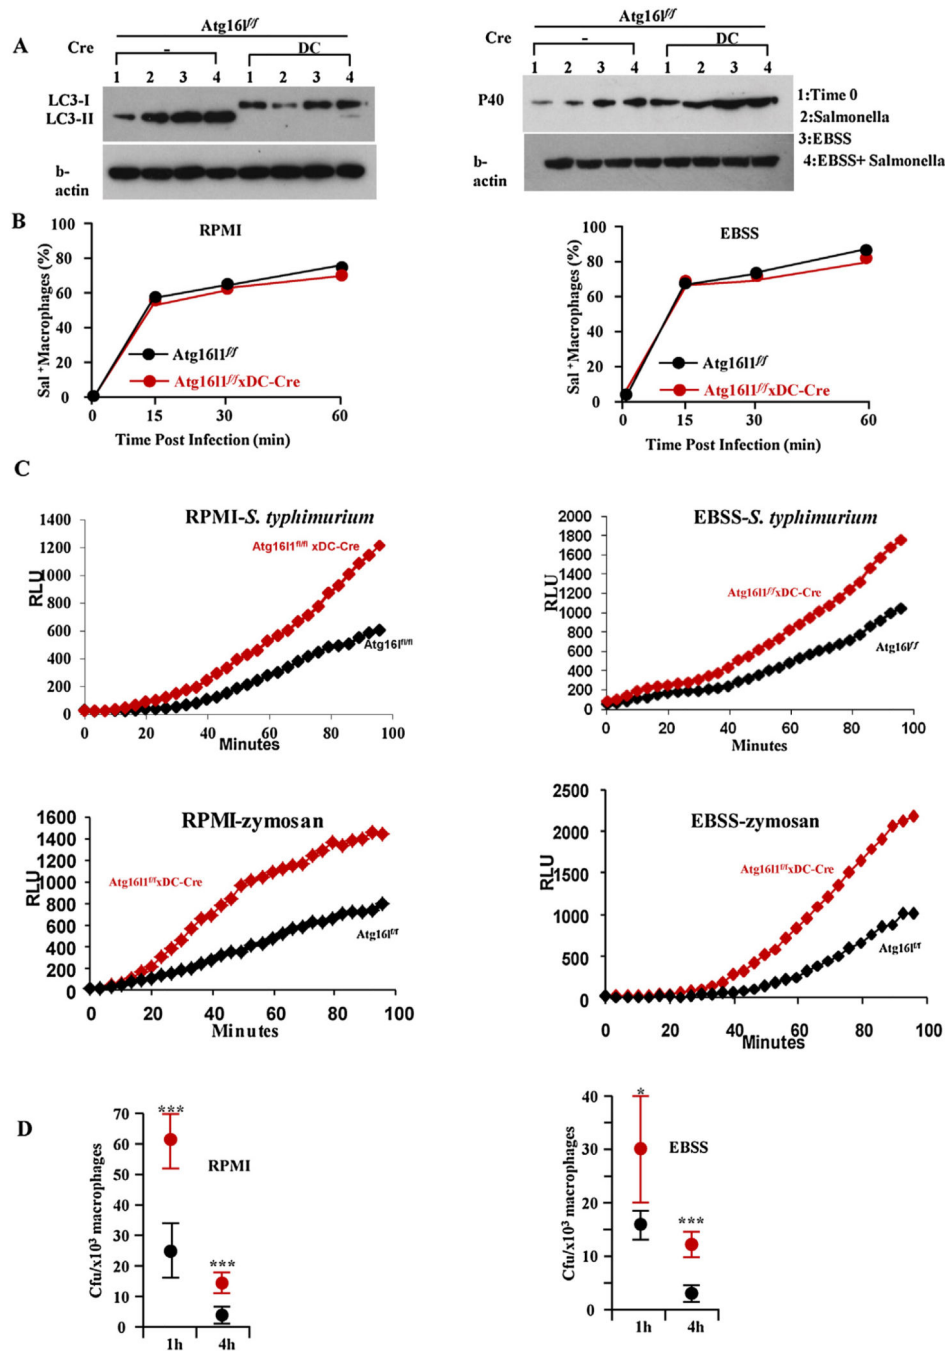 A
Atg16lf/f
Cre
-
DC
1 2 3 4 1 2 3 4
LC3-I
LC3-II
b-
actin
Atg16lf/f
Cre
-
DC
1 2 3 4 1 2 3 4
P40
b-
actin
1:Time 0
2:Salmonella
3:EBSS
4:EBSS+ Salmonella
B
RPMI
Sal +Macrophages (%)
100
80
60
40
20
0
Atg16l1f/f
Atg16l1f/fxDC-Cre
0 15 30 60
Time Post Infection (min)
EBSS
Sal +Macrophages (%)
100
80
60
40
20
0
Atg16l1f/f
Atg16l1f/fxDC-Cre
0 15 30 60
Time Post Infection (min)
C
RPMI-S. typhimurium
RLU
1400
1200
1000
800
600
400
200
0
Atg16l1fl/fl xDC-Cre
Atg16lfl/fl
0 20 40 60 80 100
Minutes
EBSS-S. typhimurium
RLU
2000
1800
1600
1400
1200
1000
800
600
400
200
0
Atg16l1f/fxDC-Cre
Atg16lf/f
0 20 40 60 80 100
Minutes
RPMI-zymosan
RLU
1600
1400
1200
1000
800
600
400
200
0
Atg16l1f/fxDC-Cre
Atg16lf/f
0 20 40 60 80 100
Minutes
EBSS-zymosan
RLU
2500
2000
1500
1000
500
0
Atg16l1f/fxDC-Cre
Atg16lf/f
0 20 40 60 80 100
Minutes
D
Cfu/x10³ macrophages
70
60
50
40
30
20
10
0
***
RPMI
***
1h 4h
Cfu/x10³ macrophages
40
30
20
10
0
*
EBSS
***
1h 4h